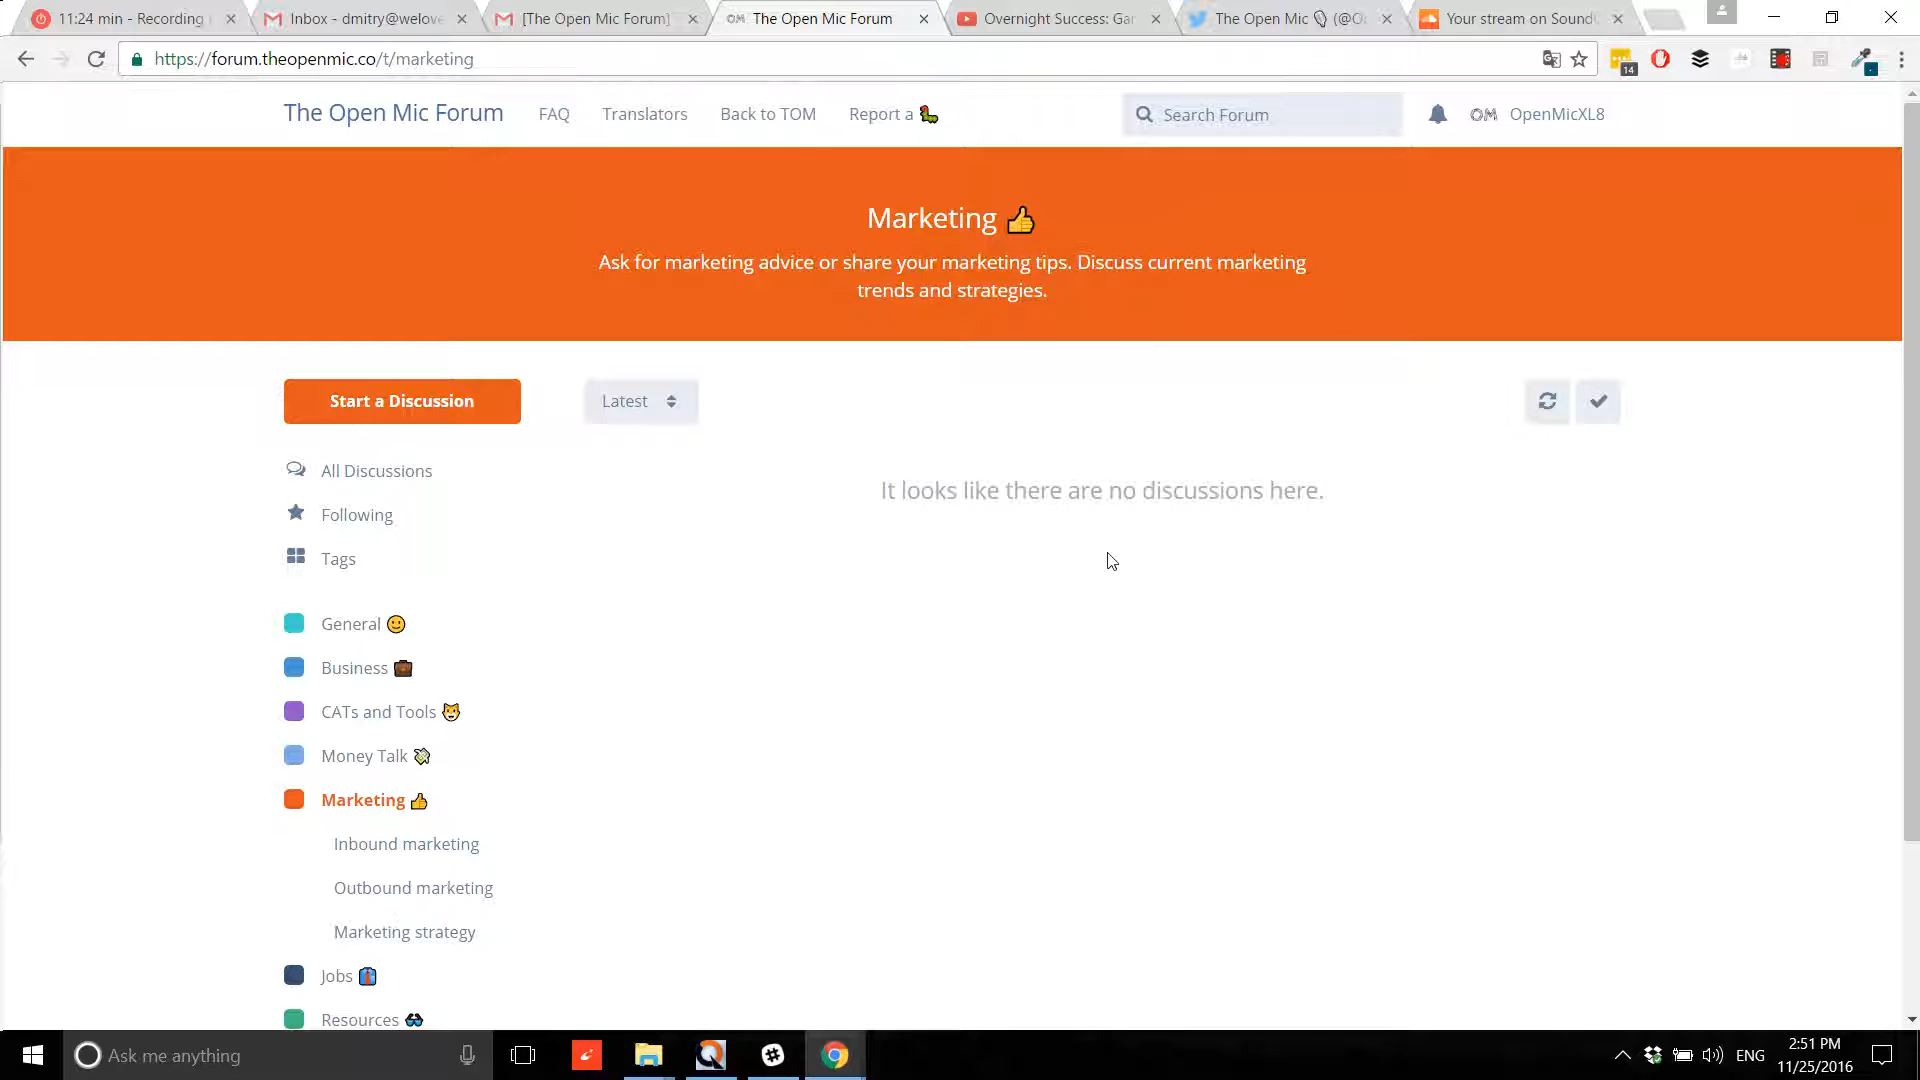 11:24 min - Recording
Inbox - dmitry@welove
[The Open Mic Forum]
OM The Open Mic Forum
Overnight Success: Gar
The Open Mic (@O
Your stream on Sound
https://forum.theopenmic.co/t/marketing
14
The Open Mic Forum
FAQ
Translators
Back to TOM
Report a
Search Forum
OM OpenMicXL8
Marketing
Ask for marketing advice or share your marketing tips. Discuss current marketing
trends and strategies.
Start a Discussion
Latest
All Discussions
It looks like there are no discussions here.
Following
Tags
General
Business
CATs and Tools
Money Talk
Marketing
Inbound marketing
Outbound marketing
Marketing strategy
Jobs
Resources
Ask me anything
ENG
2:51 PM
11/25/2016